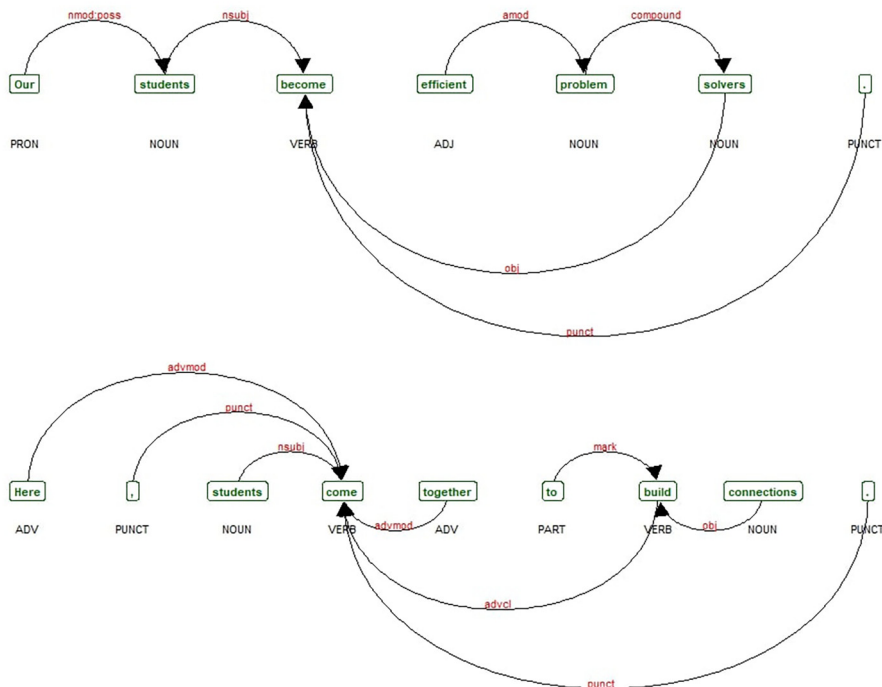 nmod:poss nsubj amod compound
Our students become efficient problem solvers .
PRON NOUN VERB ADJ NOUN NOUN PUNCT
obj
punct
advmod
punct
nsubj mark
Here , students come together to build connections .
ADV PUNCT NOUN VERB advmod ADV PART VERB obj NOUN PUNCT
advcl
punct